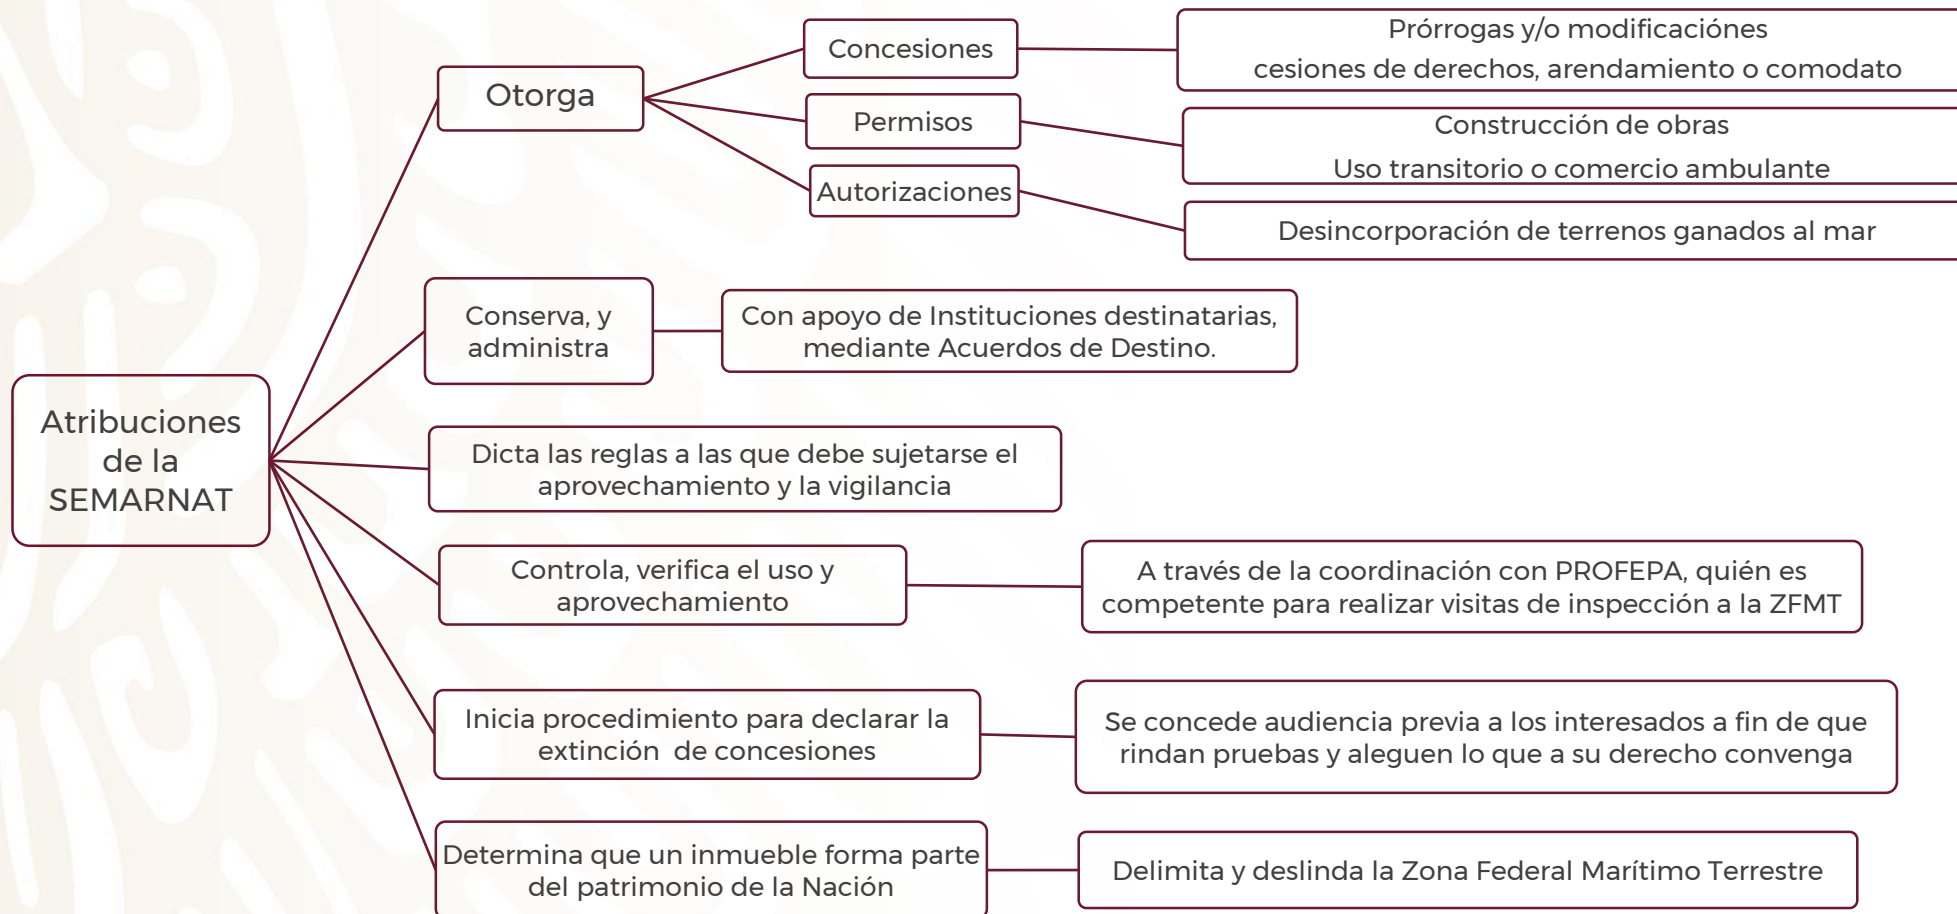 Otorga
Concesiones
Prórrogas y/o modificaciónes
cesiones de derechos, arrendamiento o comodato
Permisos
Construcción de obras
Uso transitorio o comercio ambulante
Autorizaciones
Desincorporación de terrenos ganados al mar
Conserva, y
administra
Con apoyo de Instituciones destinatarias,
mediante Acuerdos de Destino.
Atribuciones
de la
SEMARNAT
Dicta las reglas a las que debe sujetarse el
aprovechamiento y la vigilancia
Controla, verifica el uso y
aprovechamiento
A través de la coordinación con PROFEPA, quién es
competente para realizar visitas de inspección a la ZFMT
Inicia procedimiento para declarar la
extinción de concesiones
Se concede audiencia previa a los interesados a fin de que
rindan pruebas y aleguen lo que a su derecho convenga
Determina que un inmueble forma parte
del patrimonio de la Nación
Delimita y deslinda la Zona Federal Marítimo Terrestre